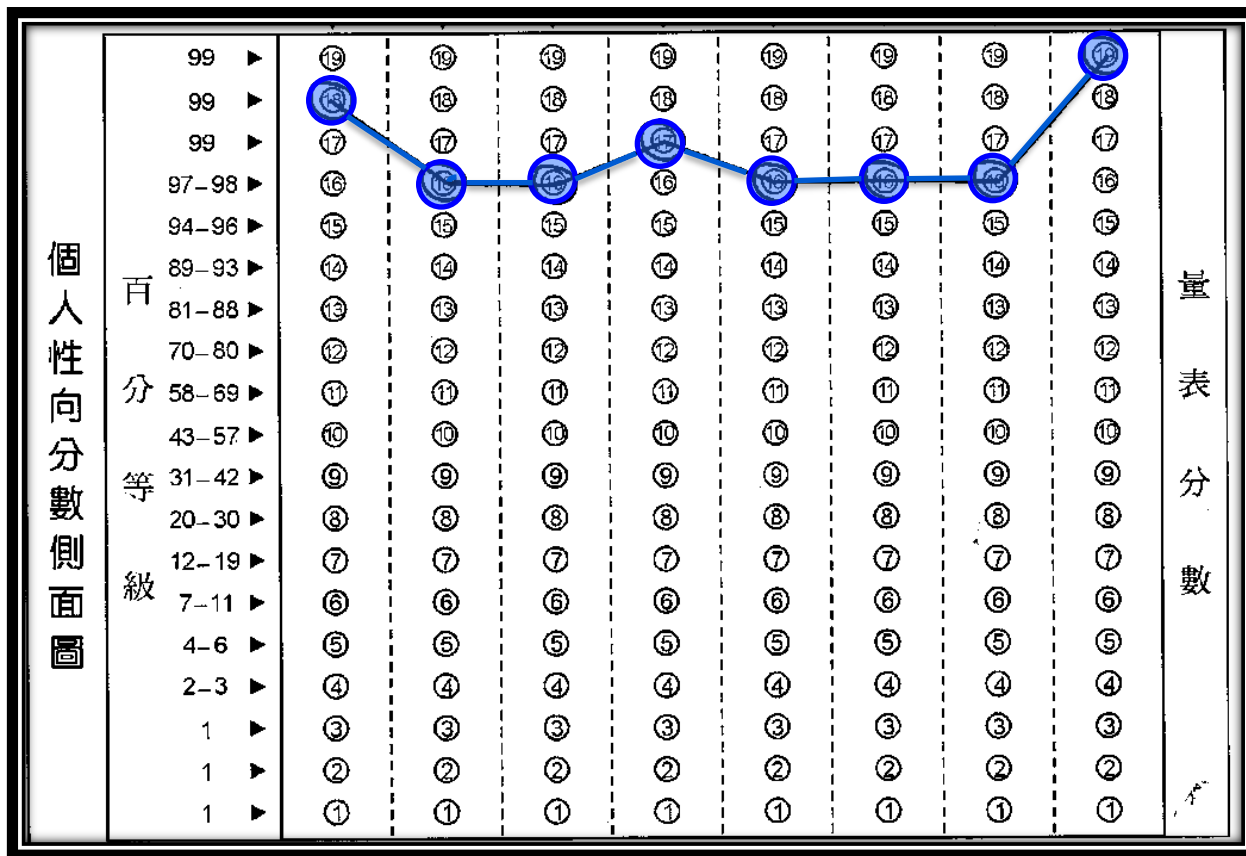 個人性向分數側面圖
百分等級
量表分數
99 ► ⑲ ⑲ ⑲ ⑲ ⑲ ⑲ ⑲ ⑲
99 ► ⑱ ⑱ ⑱ ⑱ ⑱ ⑱ ⑱ ⑱
99 ► ⑰ ⑰ ⑰ ⑰ ⑰ ⑰ ⑰ ⑰
97–98 ► ⑯ ⑯ ⑯ ⑯ ⑯ ⑯ ⑯ ⑯
94–96 ► ⑮ ⑮ ⑮ ⑮ ⑮ ⑮ ⑮ ⑮
89–93 ► ⑭ ⑭ ⑭ ⑭ ⑭ ⑭ ⑭ ⑭
81–88 ► ⑬ ⑬ ⑬ ⑬ ⑬ ⑬ ⑬ ⑬
70–80 ► ⑫ ⑫ ⑫ ⑫ ⑫ ⑫ ⑫ ⑫
58–69 ► ⑪ ⑪ ⑪ ⑪ ⑪ ⑪ ⑪ ⑪
43–57 ► ⑩ ⑩ ⑩ ⑩ ⑩ ⑩ ⑩ ⑩
31–42 ► ⑨ ⑨ ⑨ ⑨ ⑨ ⑨ ⑨ ⑨
20–30 ► ⑧ ⑧ ⑧ ⑧ ⑧ ⑧ ⑧ ⑧
12–19 ► ⑦ ⑦ ⑦ ⑦ ⑦ ⑦ ⑦ ⑦
7–11 ► ⑥ ⑥ ⑥ ⑥ ⑥ ⑥ ⑥ ⑥
4–6 ► ⑤ ⑤ ⑤ ⑤ ⑤ ⑤ ⑤ ⑤
2–3 ► ④ ④ ④ ④ ④ ④ ④ ④
1 ► ③ ③ ③ ③ ③ ③ ③ ③
1 ► ② ② ② ② ② ② ② ②
1 ► ① ① ① ① ① ① ① ①